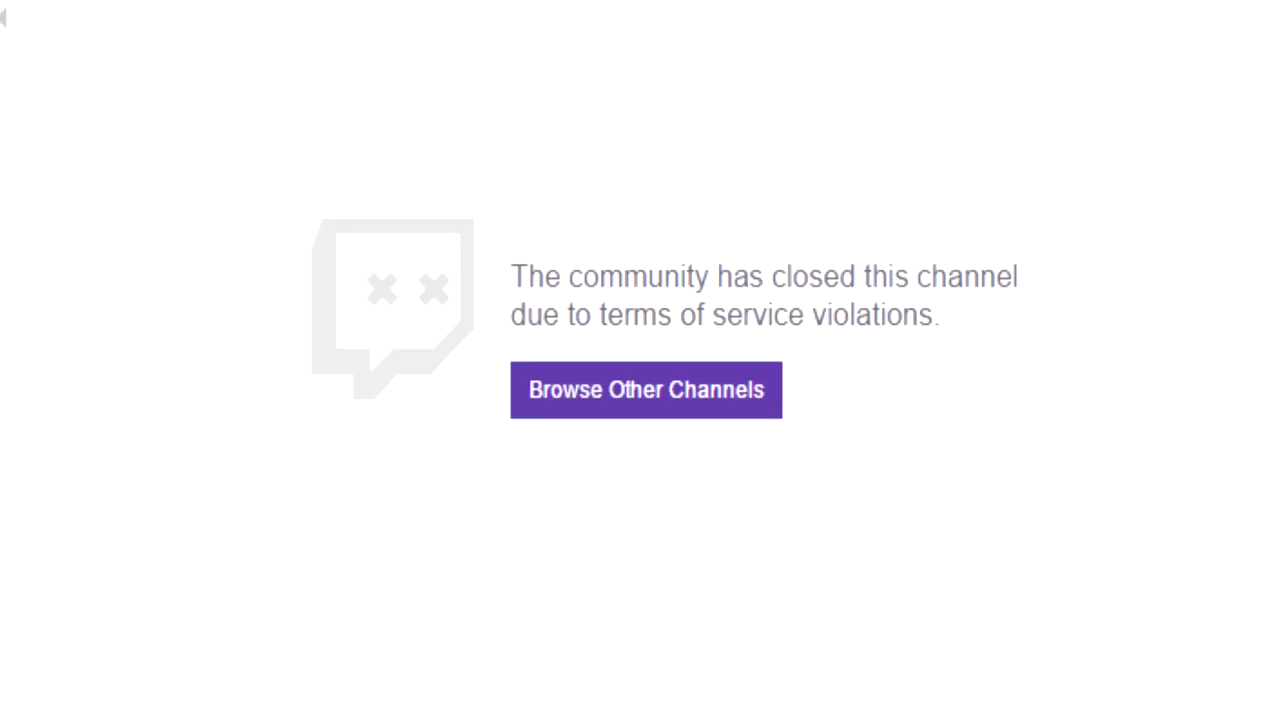 The community has closed this channel
due to terms of service violations.
Browse Other Channels